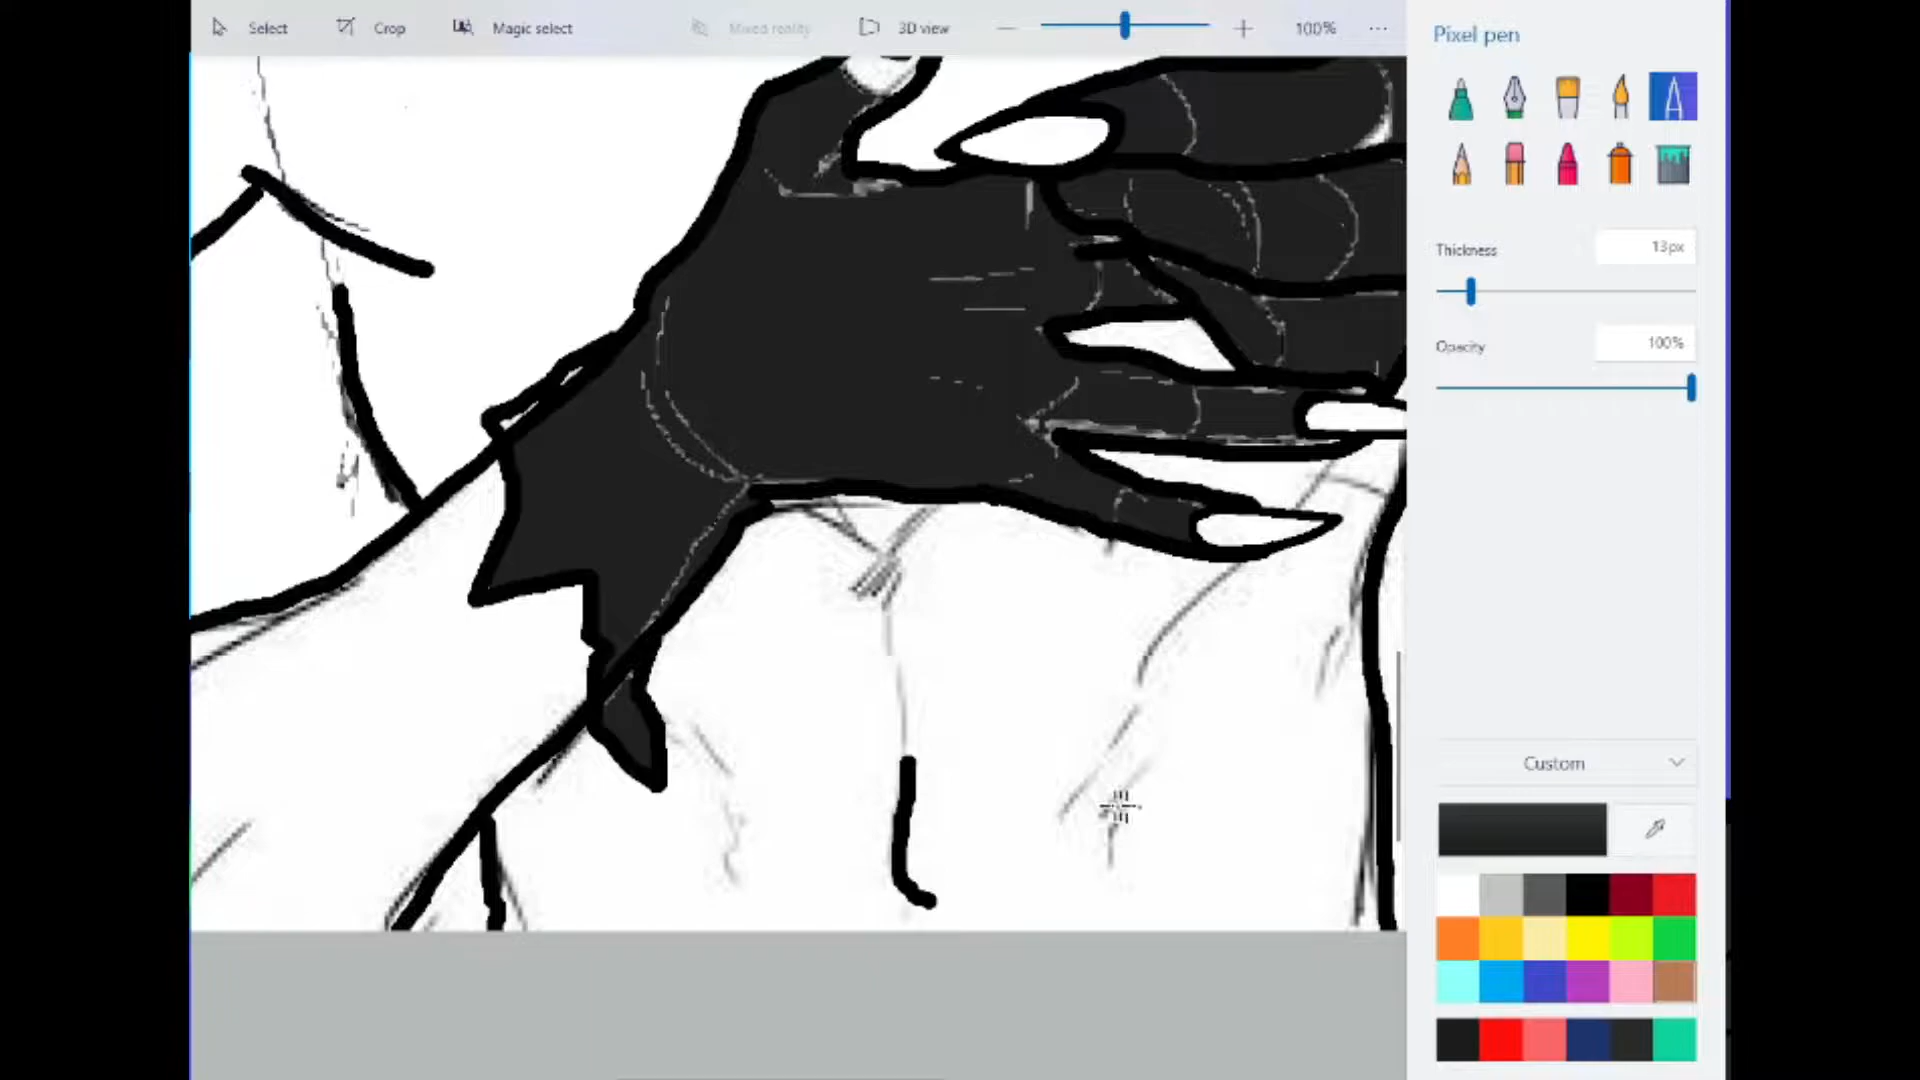 Select Crop Magic select Mixed reality 3D view 100% ...
Pixel pen
Thickness 13px
Opacity 100%
Custom